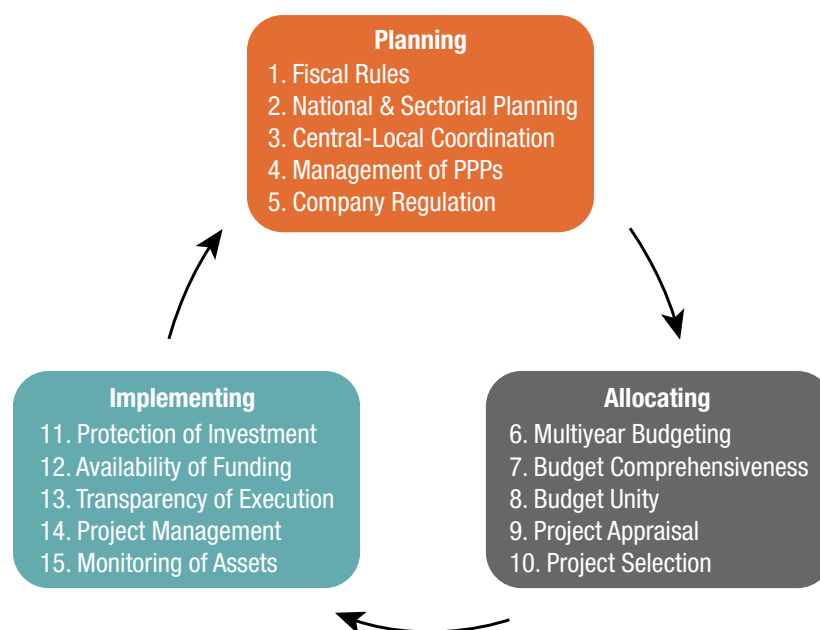 Planning
1. Fiscal Rules
2. National & Sectorial Planning
3. Central-Local Coordination
4. Management of PPPs
5. Company Regulation
Implementing
11. Protection of Investment
12. Availability of Funding
13. Transparency of Execution
14. Project Management
15. Monitoring of Assets
Allocating
6. Multiyear Budgeting
7. Budget Comprehensiveness
8. Budget Unity
9. Project Appraisal
10. Project Selection